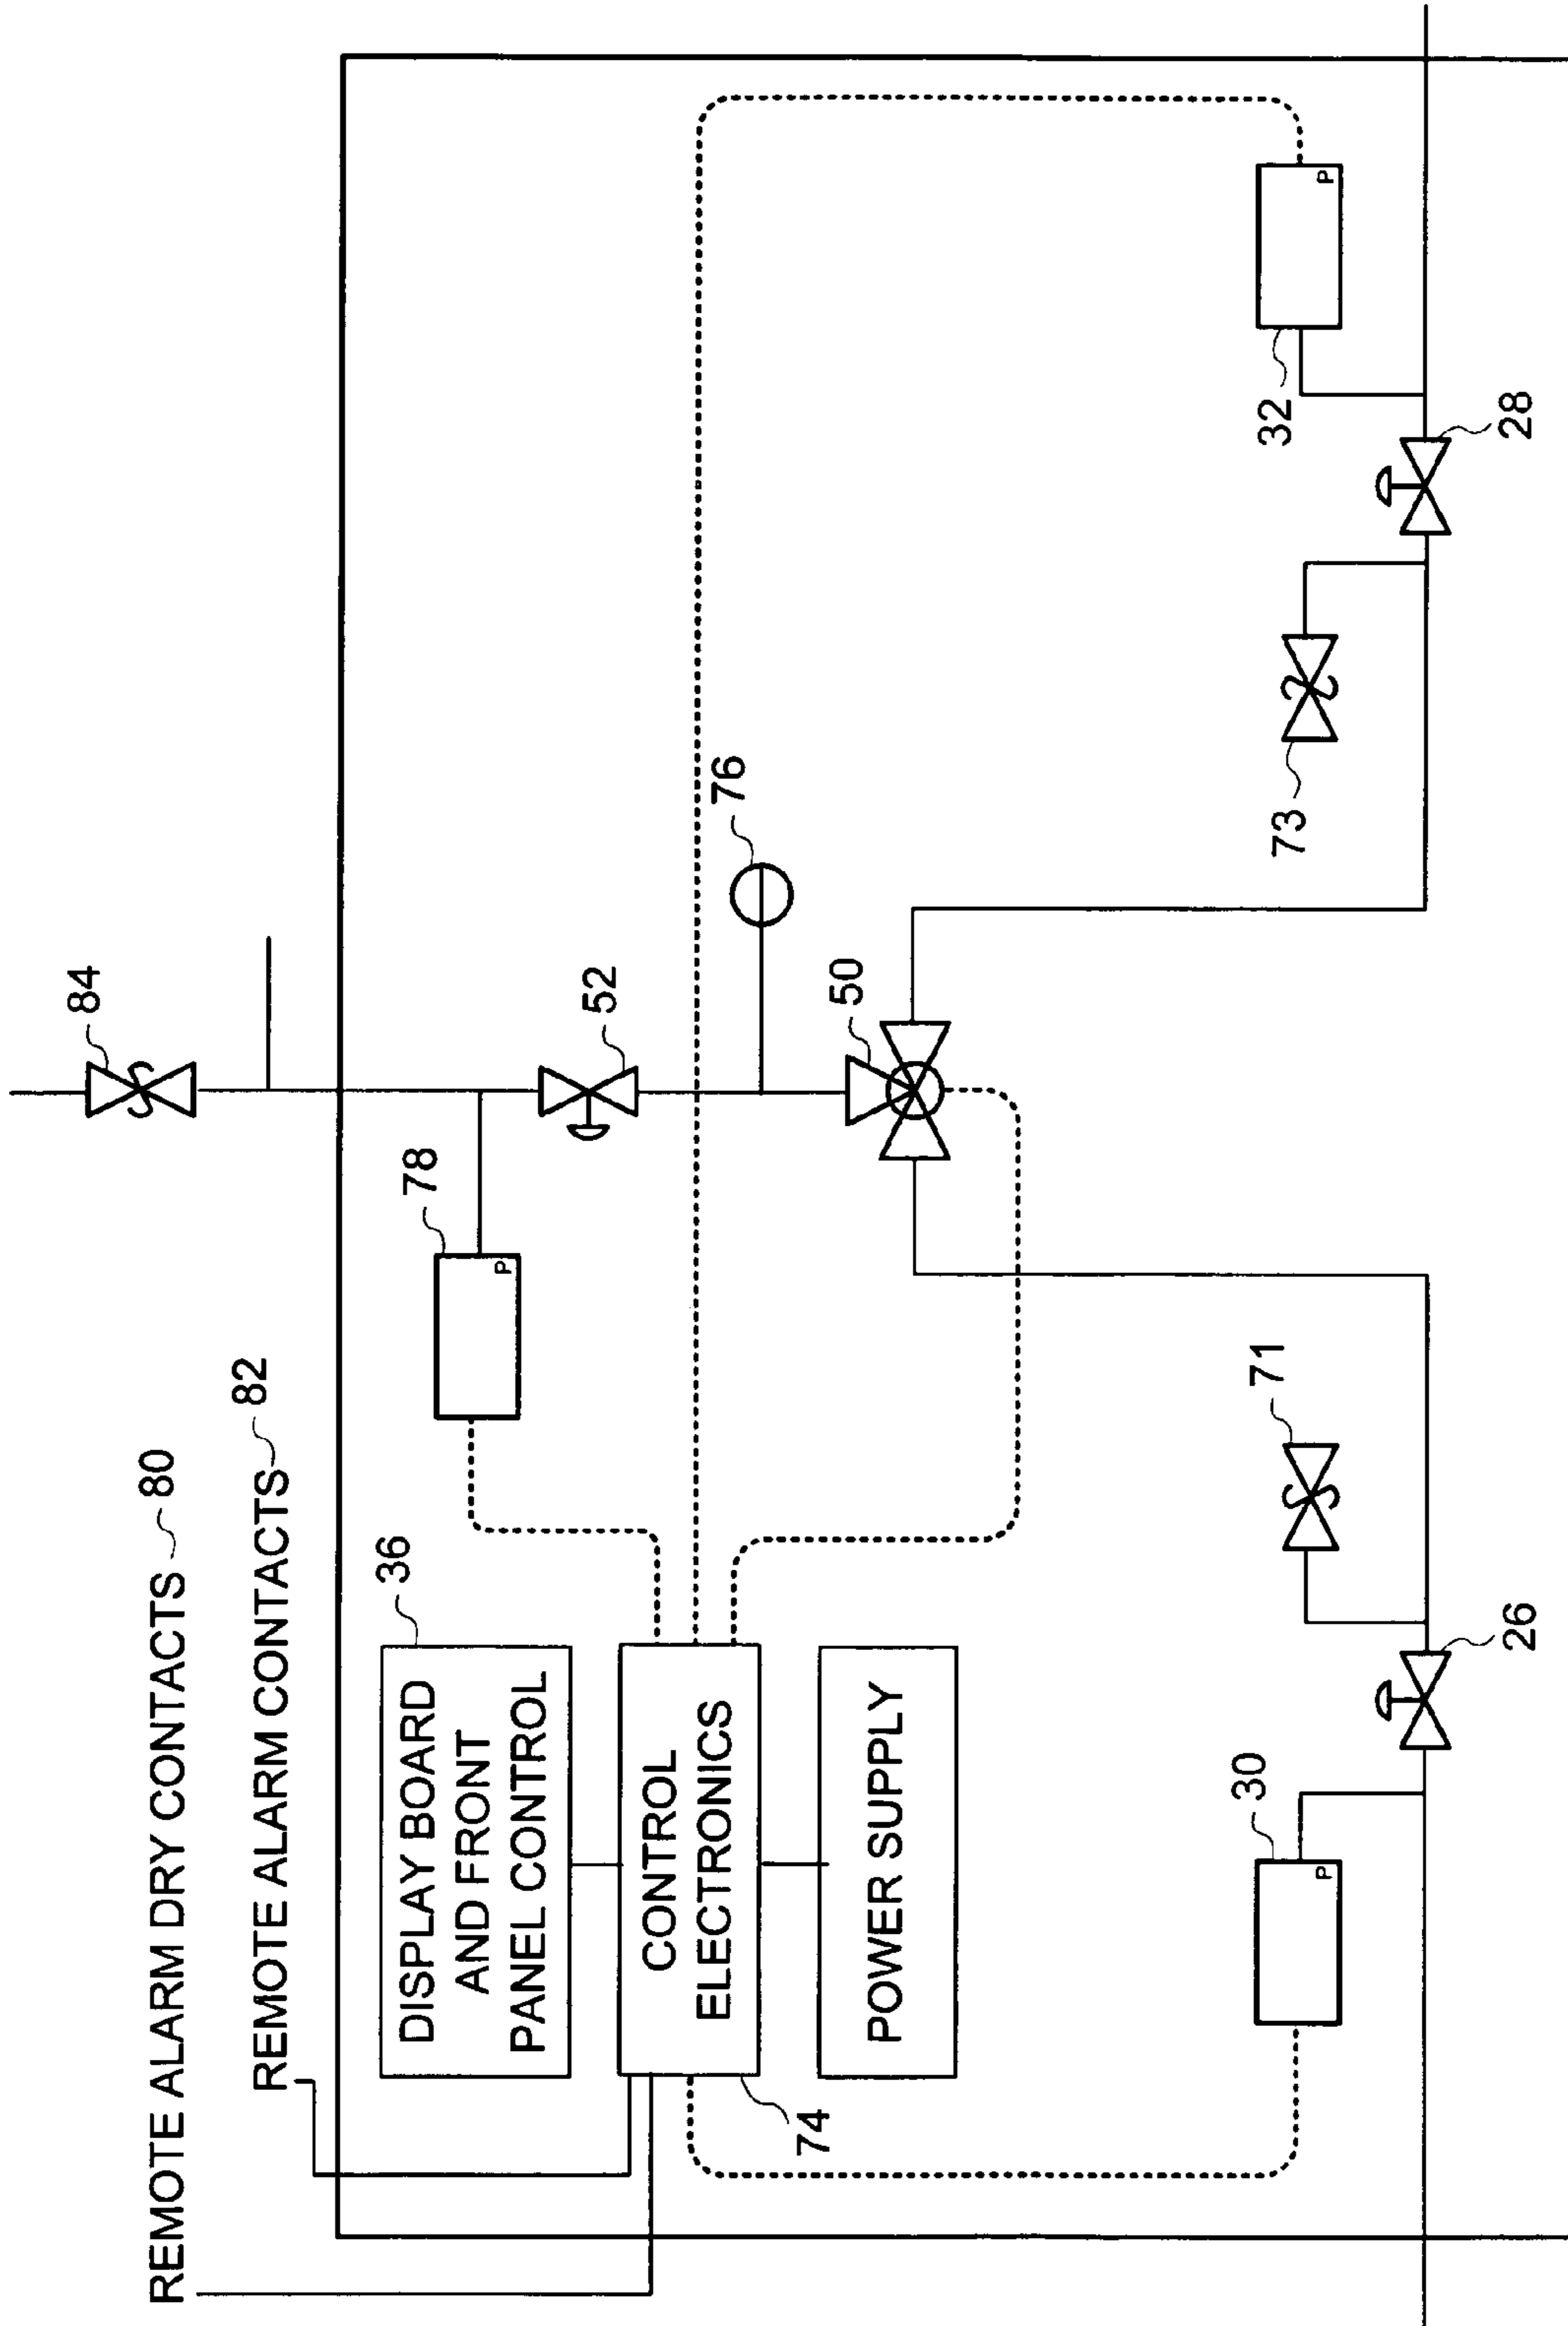 REMOTE ALARM DRY CONTACTS 80
REMOTE ALARM CONTACTS 82
84
36
DISPLAY BOARD
AND FRONT
PANEL CONTROL
78
P
52
CONTROL
ELECTRONICS
74
76
POWER SUPPLY
50
30
P
71
73
32
P
26
28